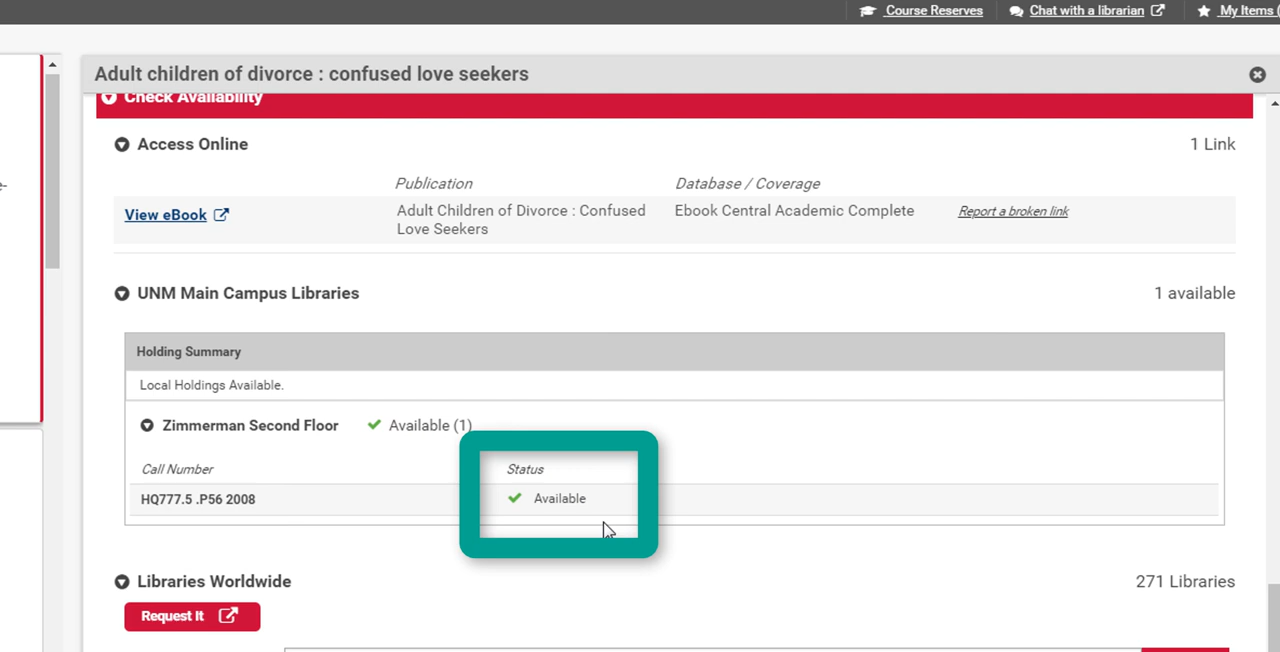 Course Reserves
Chat with a librarian
My Items (
Adult children of divorce : confused love seekers
Check Availability
Access Online
1 Link
Publication
Database / Coverage
View eBook
Adult Children of Divorce : Confused
Love Seekers
Ebook Central Academic Complete
Report a broken link
UNM Main Campus Libraries
1 available
Holding Summary
Local Holdings Available.
Zimmerman Second Floor
Available (1)
Call Number
Status
HQ777.5 .P56 2008
Available
Libraries Worldwide
271 Libraries
Request It